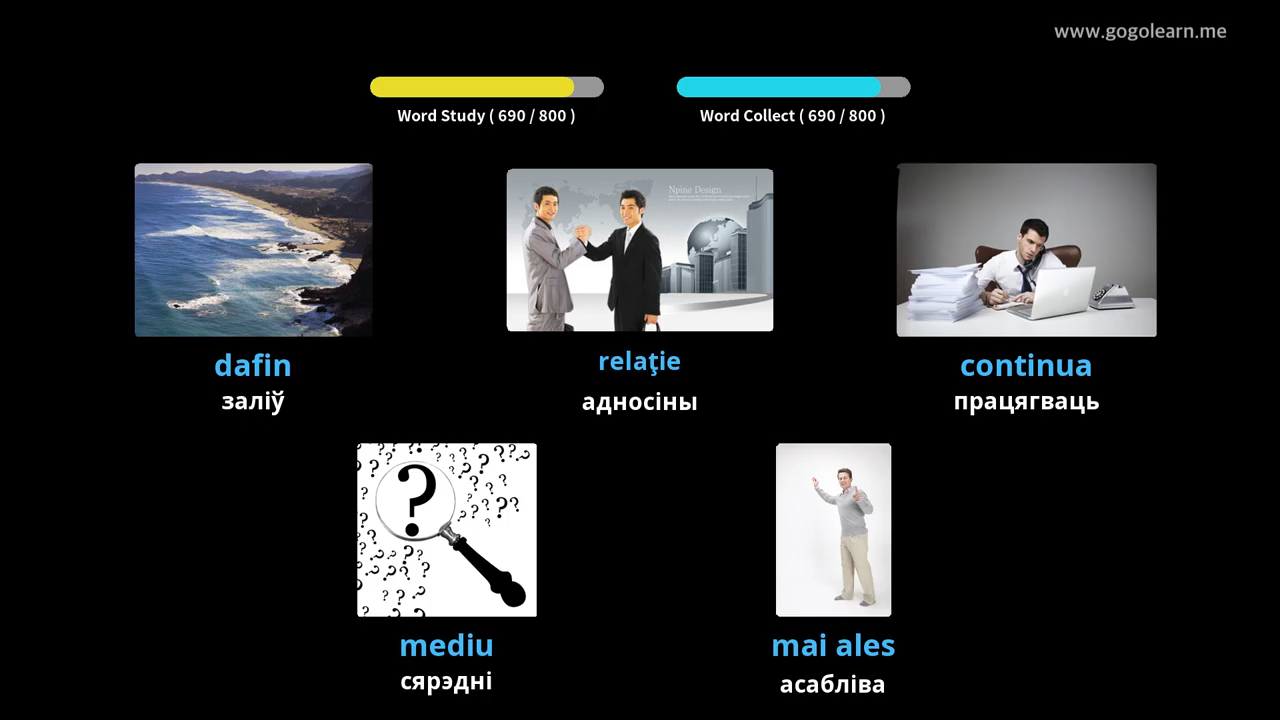 www.gogolearn.me
Word Study ( 690 / 800 )
Word Collect ( 690 / 800 )
Npine Design
dafin
заліў
relaţie
адносіны
continua
працягваць
mediu
сярэдні
mai ales
асабліва